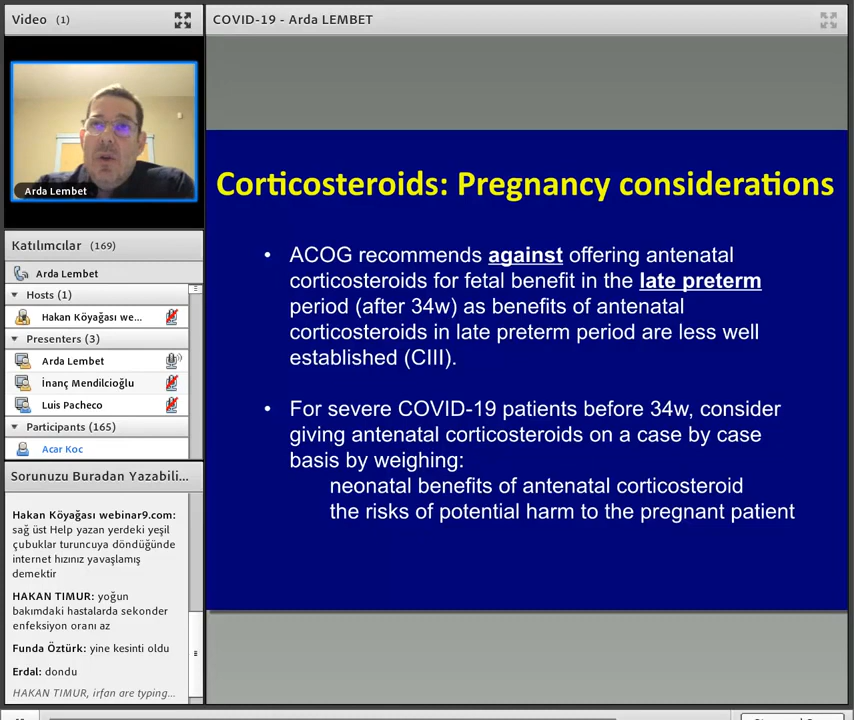 Video (1)
Arda Lembet
Katılımcılar (169)
Arda Lembet
Hosts (1)
Hakan Köyağası we...
Presenters (3)
Arda Lembet
İnanç Mendilcioğlu
Luis Pacheco
Participants (165)
Acar Koc
Sorunuzu Buradan Yazabili...
Hakan Köyağası webinar9.com:
sağ üst Help yazan yerdeki yeşil
çubuklar turuncuya döndüğünde
internet hızınız yavaşlamış
demektir
HAKAN TIMUR: yoğun
bakımdaki hastalarda sekonder
enfeksiyon oranı az
Funda Öztürk: yine kesinti oldu
Erdal: dondu
HAKAN TIMUR, irfan are typing...
COVID-19 - Arda LEMBET
Corticosteroids: Pregnancy considerations
• ACOG recommends against offering antenatal
corticosteroids for fetal benefit in the late preterm
period (after 34w) as benefits of antenatal
corticosteroids in late preterm period are less well
established (CIII).
• For severe COVID-19 patients before 34w, consider
giving antenatal corticosteroids on a case by case
basis by weighing:
neonatal benefits of antenatal corticosteroid
the risks of potential harm to the pregnant patient